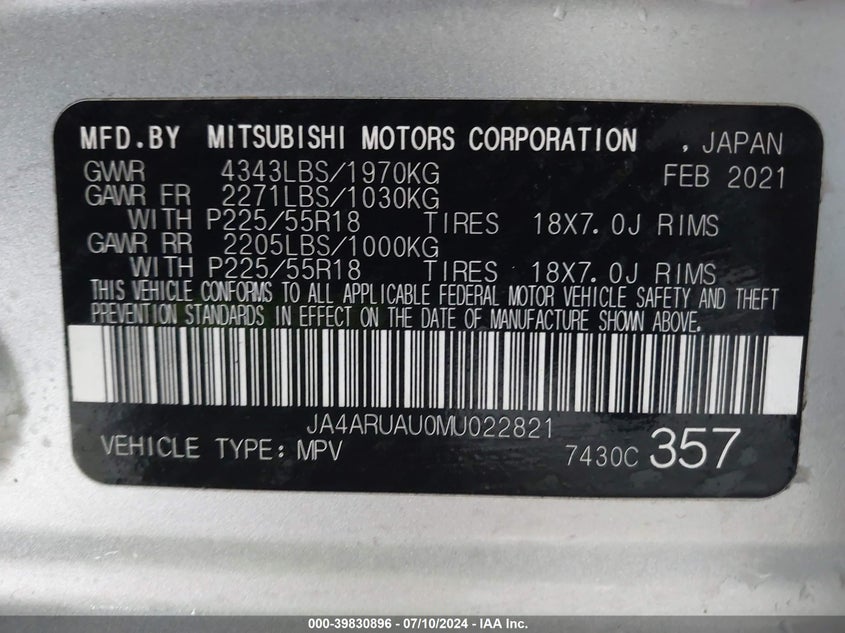 MFD.BY MITSUBISHI MOTORS CORPORATION , JAPAN
GVWR 4343LBS/1970KG FEB 2021
GAWR FR 2271LBS/1030KG
WITH P225/55R18 TIRES 18X7.0J RIMS
GAWR RR 2205LBS/1000KG
WITH P225/55R18 TIRES 18X7.0J RIMS
THIS VEHICLE CONFORMS TO ALL APPLICABLE FEDERAL MOTOR VEHICLE SAFETY AND THEFT
PREVENTION STANDARDS IN EFFECT ON THE DATE OF MANUFACTURE SHOWN ABOVE.
JA4ARUAU0MU022821
VEHICLE TYPE: MPV 7430C 357
000-39830896 - 07/10/2024 - IAA Inc.